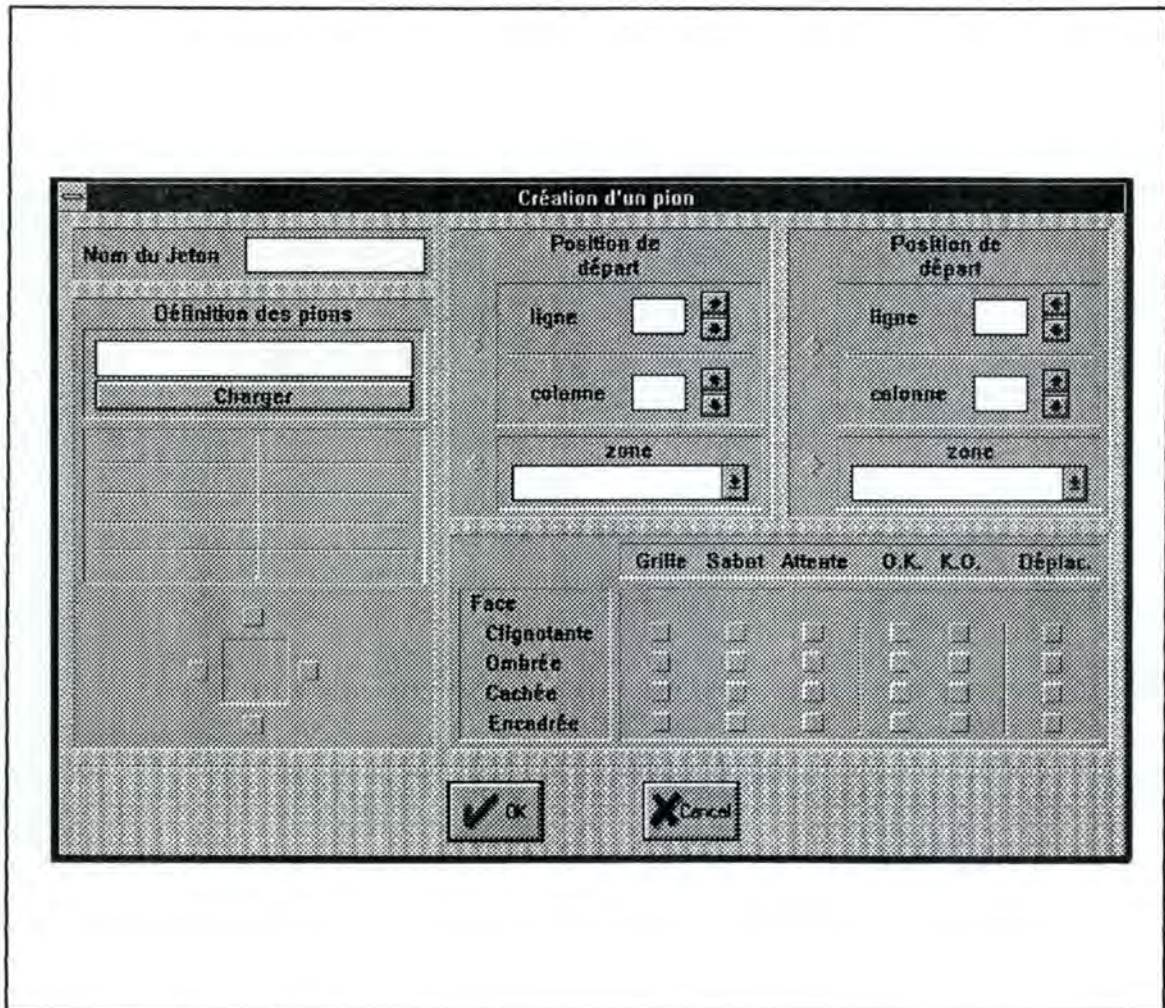 Création d'un pion
Nom du Jeton
Définition des pions
Charger
Position de
départ
ligne
colonne
zone
Position de
départ
ligne
colonne
zone
Grille Sabot Attente O.K. K.O. Déplac.
Face
Clignotante
Ombrée
Cachée
Encadrée
OK
Cancel